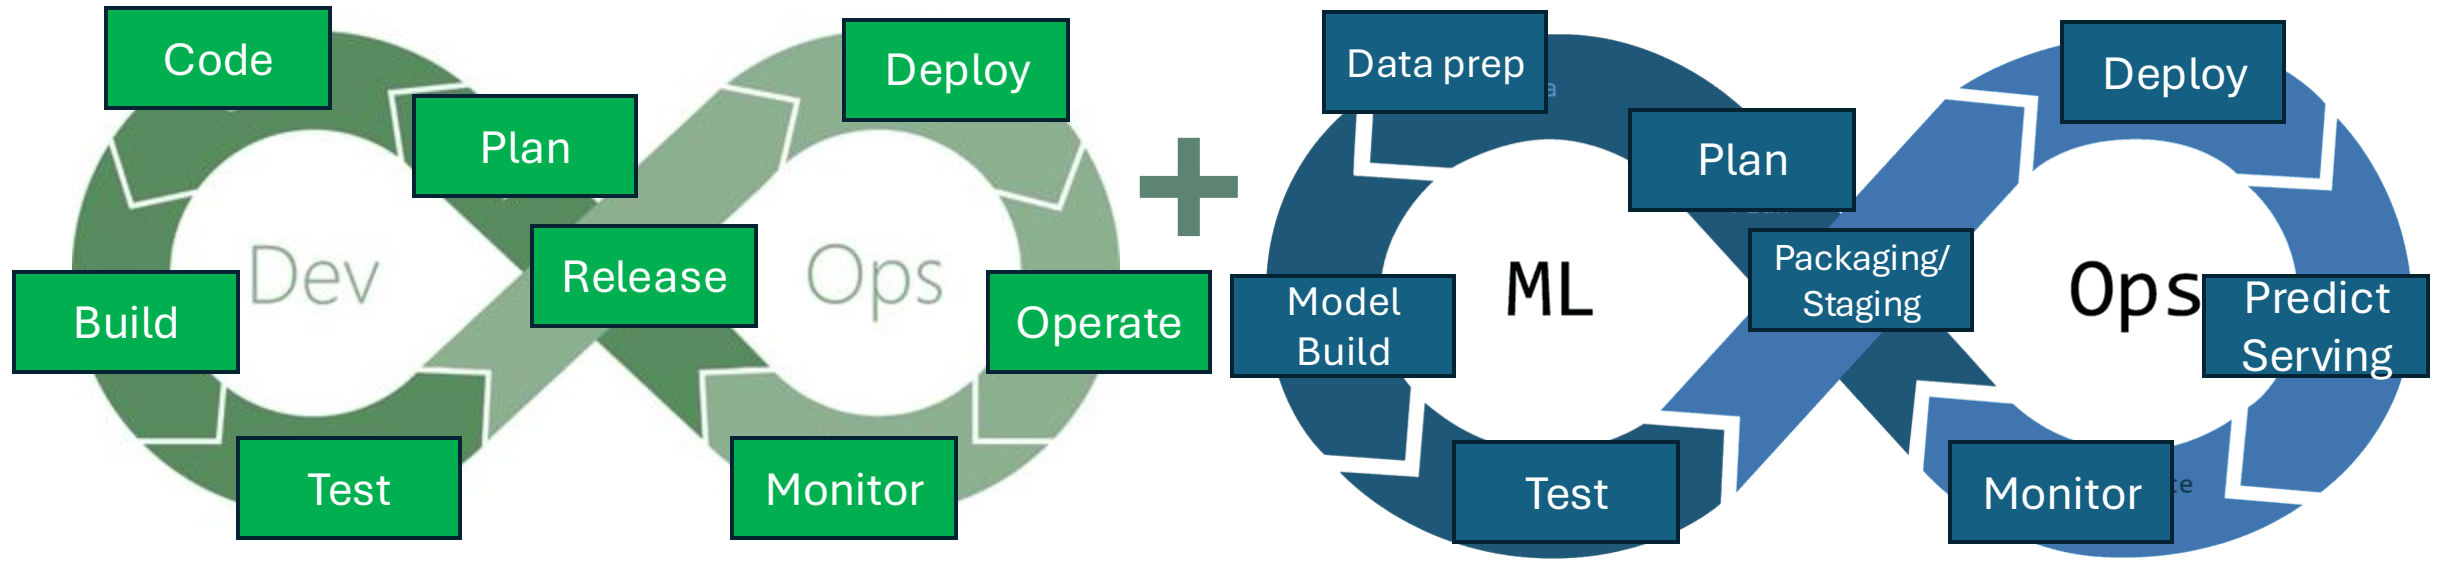 Code
Plan
Dev
Build
Test
Release
Deploy
Ops
Operate
Monitor
+
Data prep
Plan
ML
Model
Build
Test
Packaging/
Staging
Deploy
Ops
Predict
Serving
Monitor